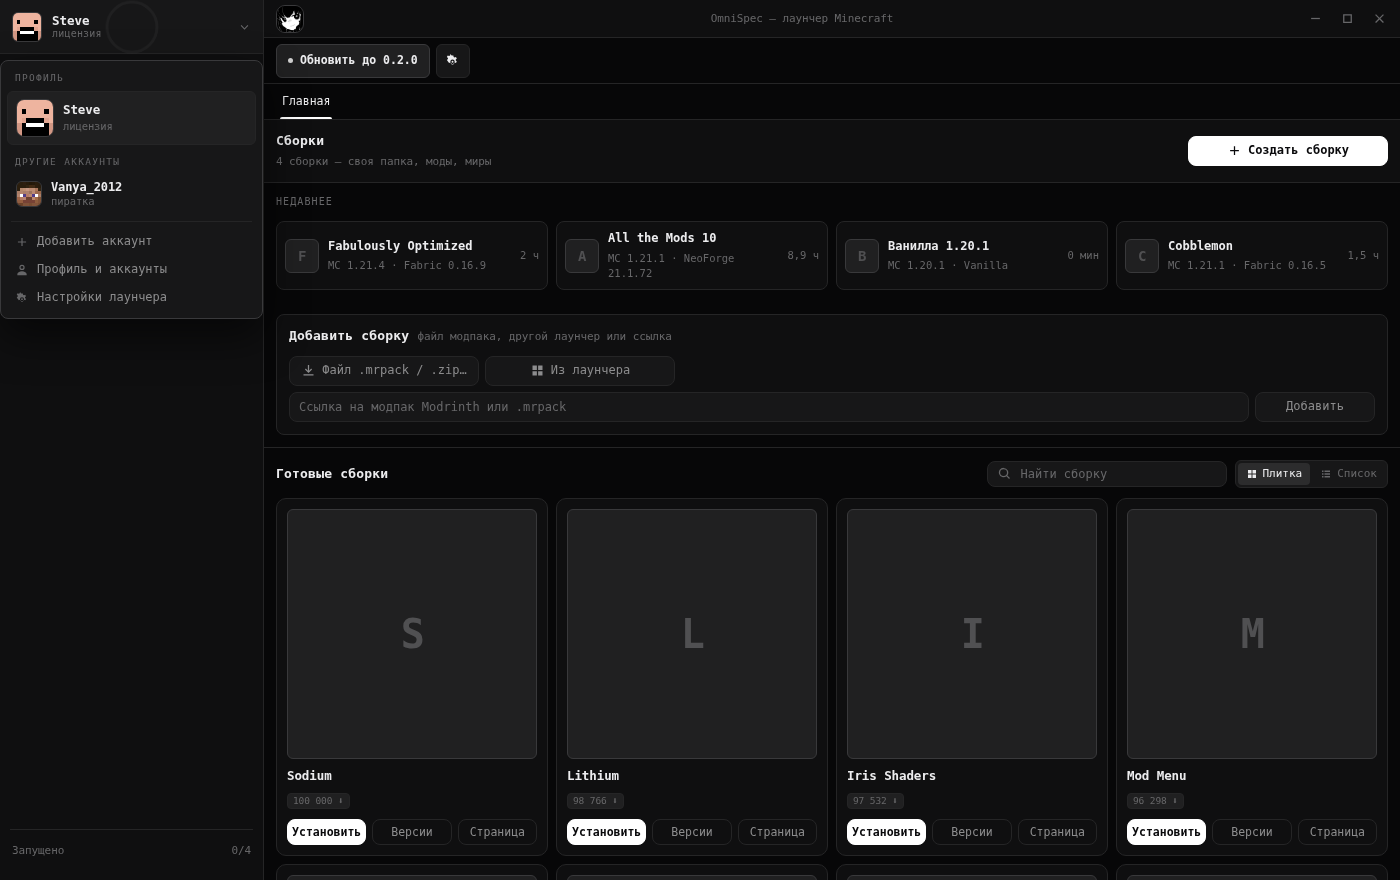 Steve
лицензия
ПРОФИЛЬ
Steve
лицензия
ДРУГИЕ АККАУНТЫ
Vanya_2012
пиратка
Добавить аккаунт
Профиль и аккаунты
Настройки лаунчера
Запущено 0/4
OmniSpec — лаунчер Minecraft
Обновить до 0.2.0
Главная
Сборки
4 сборки — своя папка, моды, миры
+ Создать сборку
НЕДАВНЕЕ
F
Fabulously Optimized
MC 1.21.4 · Fabric 0.16.9
2 ч
A
All the Mods 10
MC 1.21.1 · NeoForge
21.1.72
8,9 ч
В
Ванилла 1.20.1
MC 1.20.1 · Vanilla
0 мин
C
Cobblemon
MC 1.21.1 · Fabric 0.16.5
1,5 ч
Добавить сборку файл модпака, другой лаунчер или ссылка
Файл .mrpack / .zip…
Из лаунчера
Ссылка на модпак Modrinth или .mrpack
Добавить
Готовые сборки
Найти сборку
Плитка
Список
S
Sodium
100 000 ⬇
Установить Версии Страница
L
Lithium
98 766 ⬇
Установить Версии Страница
I
Iris Shaders
97 532 ⬇
Установить Версии Страница
M
Mod Menu
96 298 ⬇
Установить Версии Страница